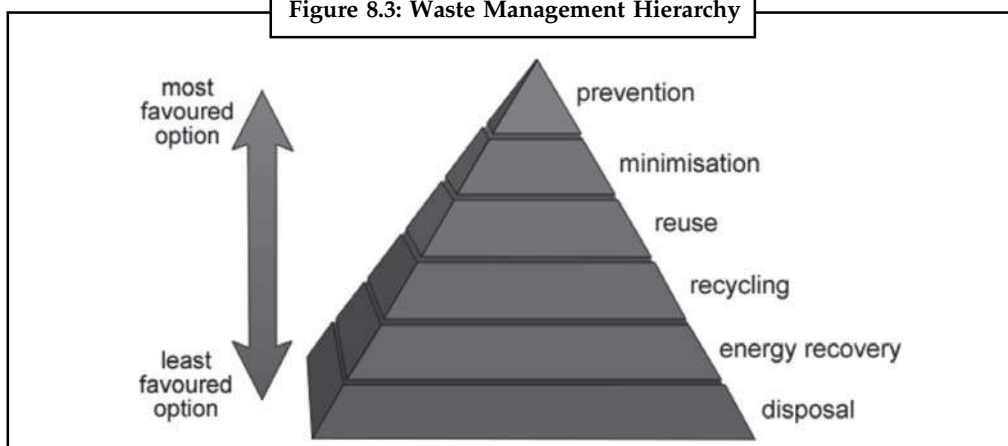 Figure 8.3: Waste Management Hierarchy
most
favoured
option
prevention
minimisation
reuse
recycling
energy recovery
disposal
least
favoured
option